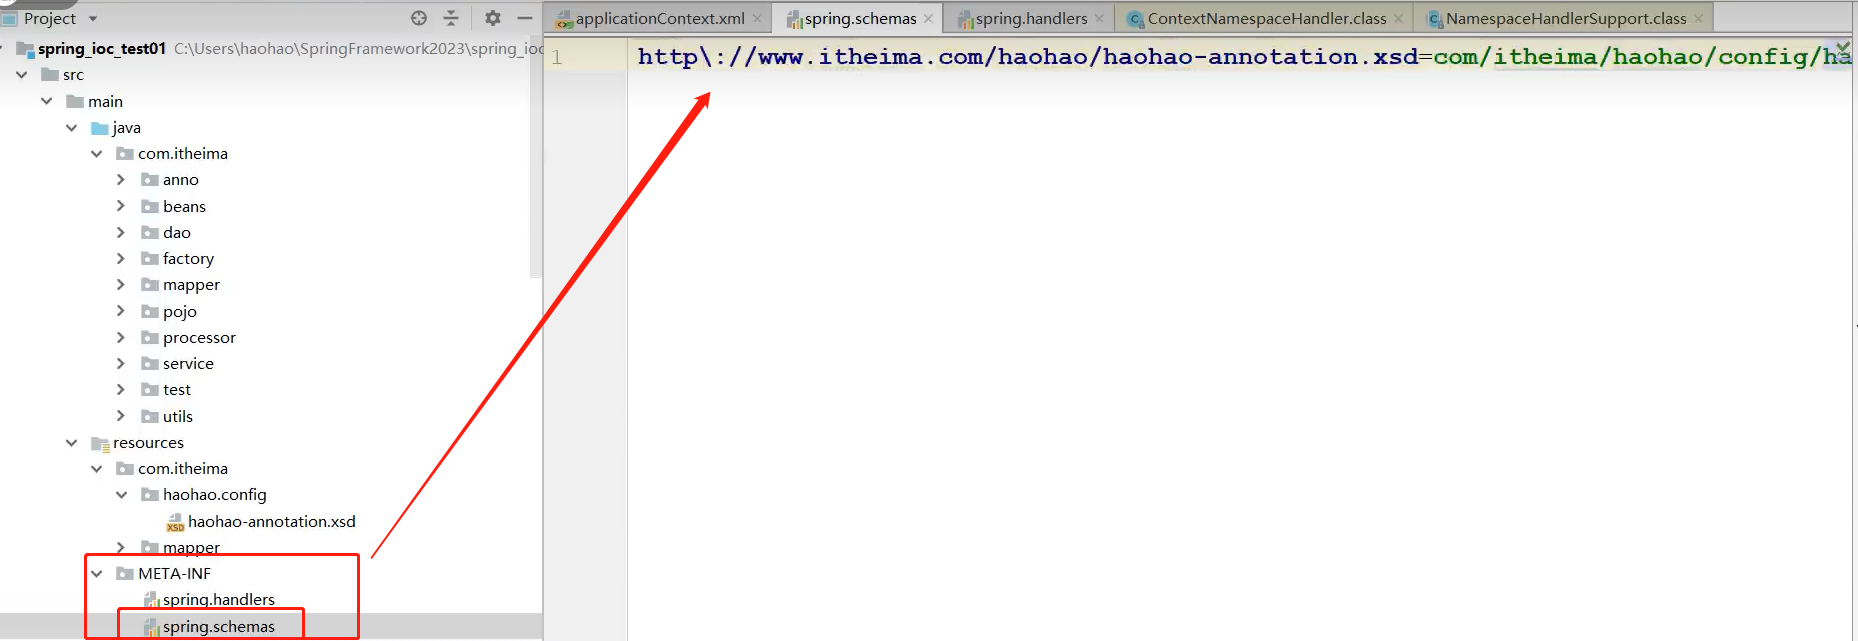 Project
applicationContext.xml
spring.schemas
spring.handlers
ContextNamespaceHandler.class
NamespaceHandlerSupport.class
spring_ioc_test01 C:\Users\haohao\SpringFramework2023\spring_ioc
src
main
java
com.itheima
anno
beans
dao
factory
mapper
pojo
processor
service
test
utils
resources
com.itheima
haohao.config
haohao-annotation.xsd
mapper
META-INF
spring.handlers
spring.schemas
1
http\://www.itheima.com/haohao/haohao-annotation.xsd=com/itheima/haohao/config/ha